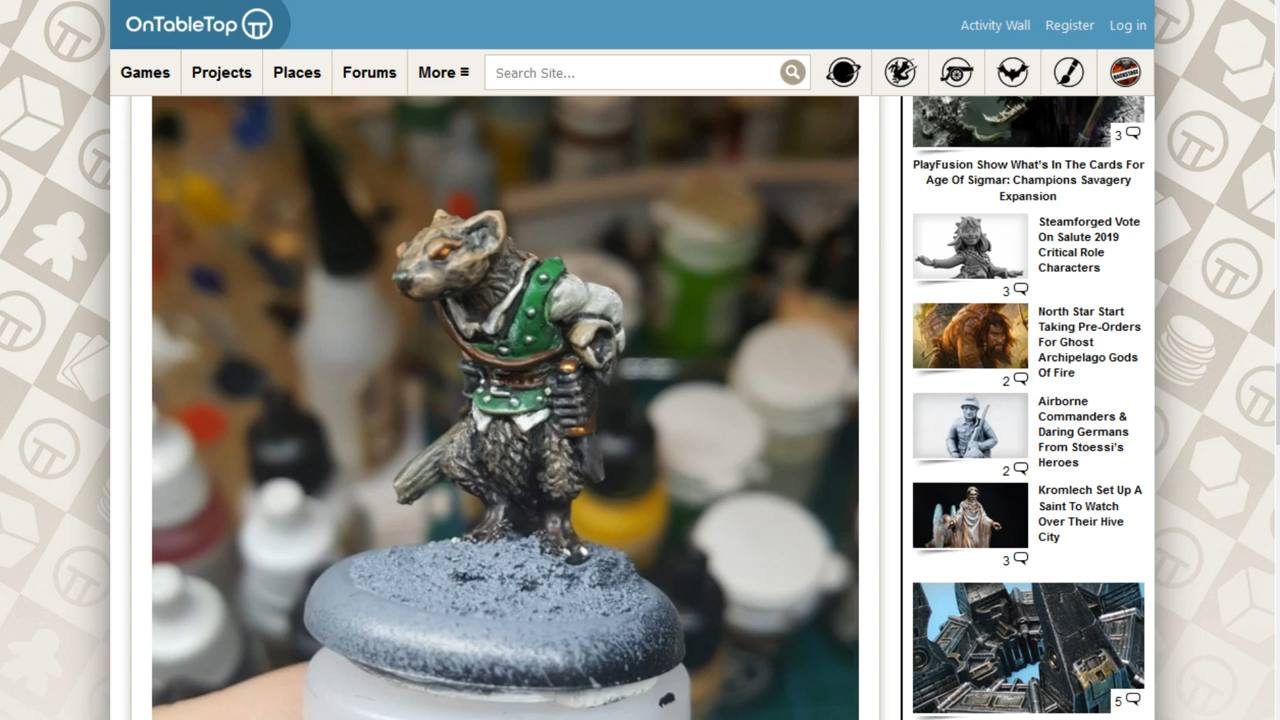 OnTableTop
Activity Wall Register Log in
Games Projects Places Forums More
Search Site...
BACKSTAGE
3
PlayFusion Show What's In The Cards For
Age Of Sigmar: Champions Savagery
Expansion
Steamforged Vote
On Salute 2019
Critical Role
Characters
3
North Star Start
Taking Pre-Orders
For Ghost
Archipelago Gods
Of Fire
2
Airborne
Commanders &
Daring Germans
From Stoessi's
Heroes
2
Kromlech Set Up A
Saint To Watch
Over Their Hive
City
3
5